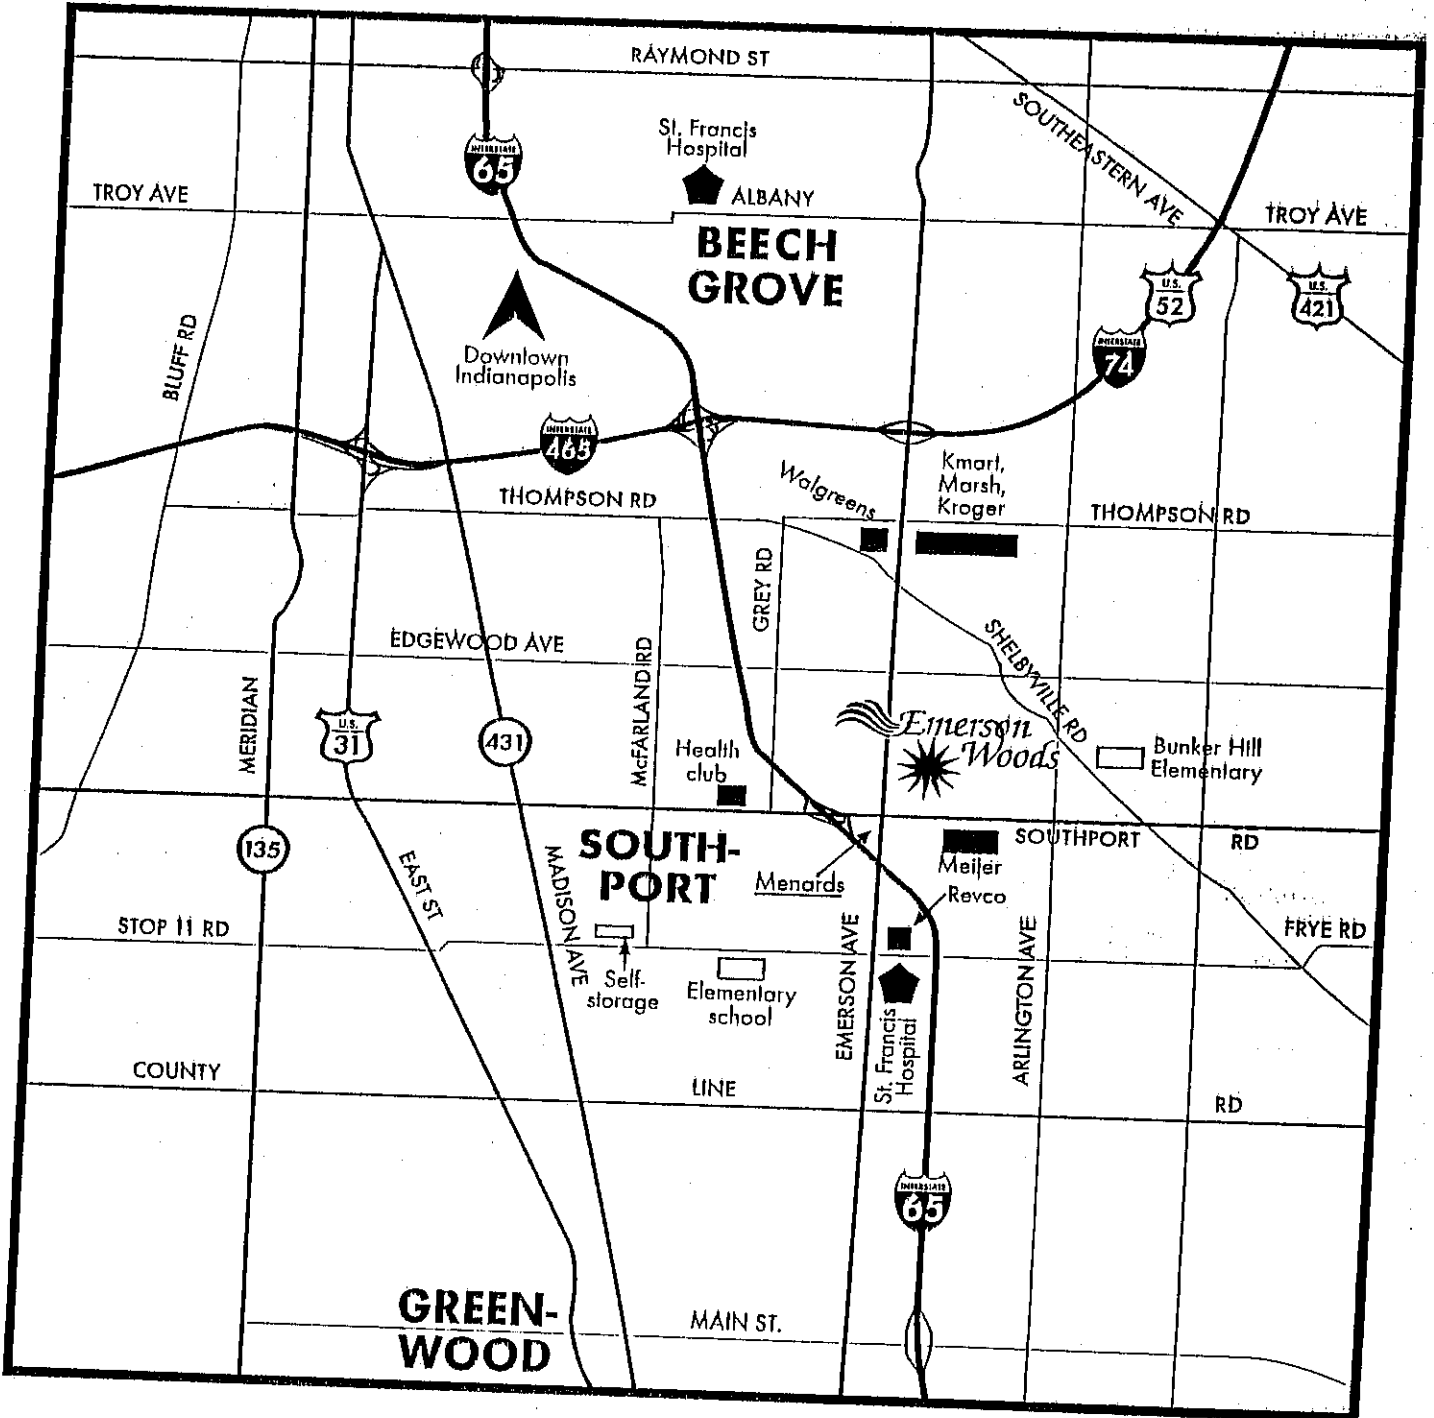 RAYMOND ST
INTERSTATE
65
St. Francis
Hospital
SOUTHEASTERN AVE
TROY AVE
ALBANY
TROY AVE
BEECH
GROVE
U.S.
52
U.S.
421
Downtown
Indianapolis
BLUFF RD
INTERSTATE
74
INTERSTATE
465
Walgreens
Kmart,
Marsh,
Kroger
THOMPSON RD
THOMPSON RD
GREY RD
EDGEWOOD AVE
McFARLAND RD
SHELBYVILLE RD
MERIDIAN
U.S.
31
431
Health
club
Emerson
Woods
Bunker Hill
Elementary
135
SOUTH-
PORT
SOUTHPORT
RD
Menards
Meijer
Revco
EAST ST
MADISON AVE
STOP 11 RD
FRYE RD
Self-
storage
Elementary
school
EMERSON AVE
St. Francis
Hospital
ARLINGTON AVE
COUNTY
LINE
RD
INTERSTATE
65
GREEN-
WOOD
MAIN ST.